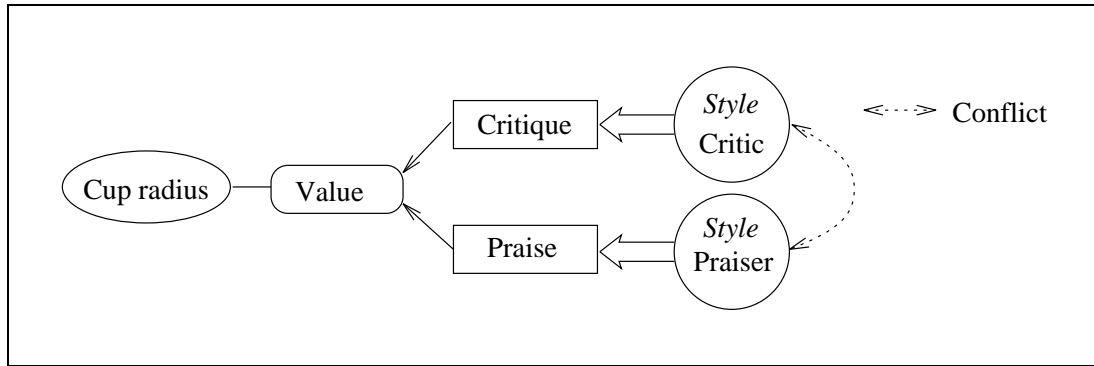 Cup radius
Value
Critique
Praise
Style
Critic
Style
Praiser
Conflict